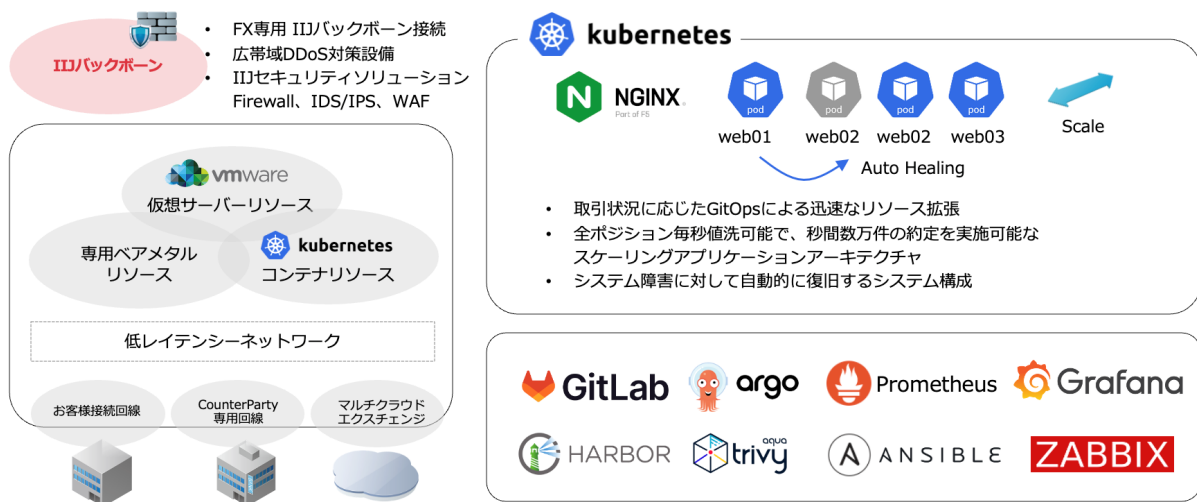 IIJバックボーン
• FX専用 IIJバックボーン接続
• 広帯域DDoS対策設備
• IIJセキュリティソリューション
Firewall、IDS/IPS、WAF
vmware
仮想サーバーリソース
専用ベアメタル
リソース
kubernetes
コンテナリソース
低レイテンシーネットワーク
お客様接続回線
CounterParty
専用回線
マルチクラウド
エクスチェンジ
kubernetes
NGINX
Part of F5
pod
pod
pod
pod
web01
web02
web02
web03
Scale
Auto Healing
• 取引状況に応じたGitOpsによる迅速なリソース拡張
• 全ポジション毎秒値洗可能で、秒間数万件の約定を実施可能な
スケーリングアプリケーションアーキテクチャ
• システム障害に対して自動的に復旧するシステム構成
GitLab
argo
Prometheus
Grafana
HARBOR
aqua
trivy
ANSIBLE
ZABBIX